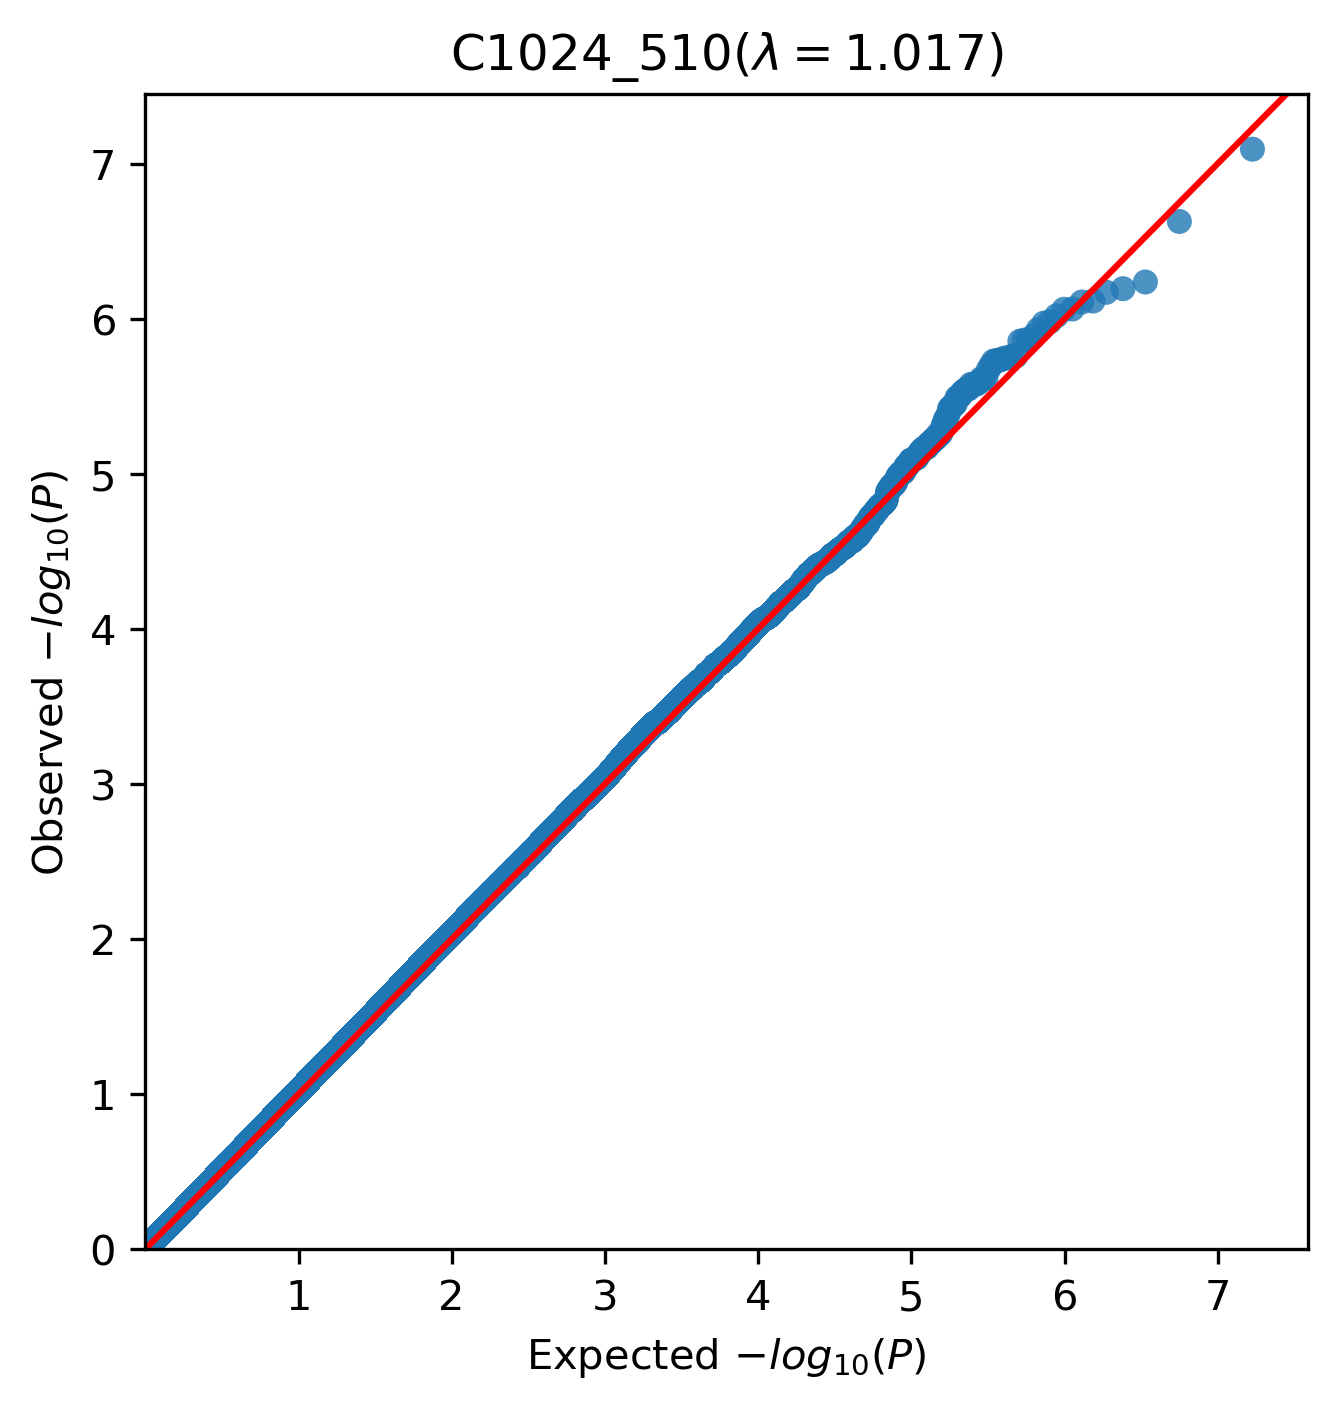 C1024_510(λ = 1.017)
Observed −log₁₀(P)
7
6
5
4
3
2
1
0
1 2 3 4 5 6 7
Expected −log₁₀(P)